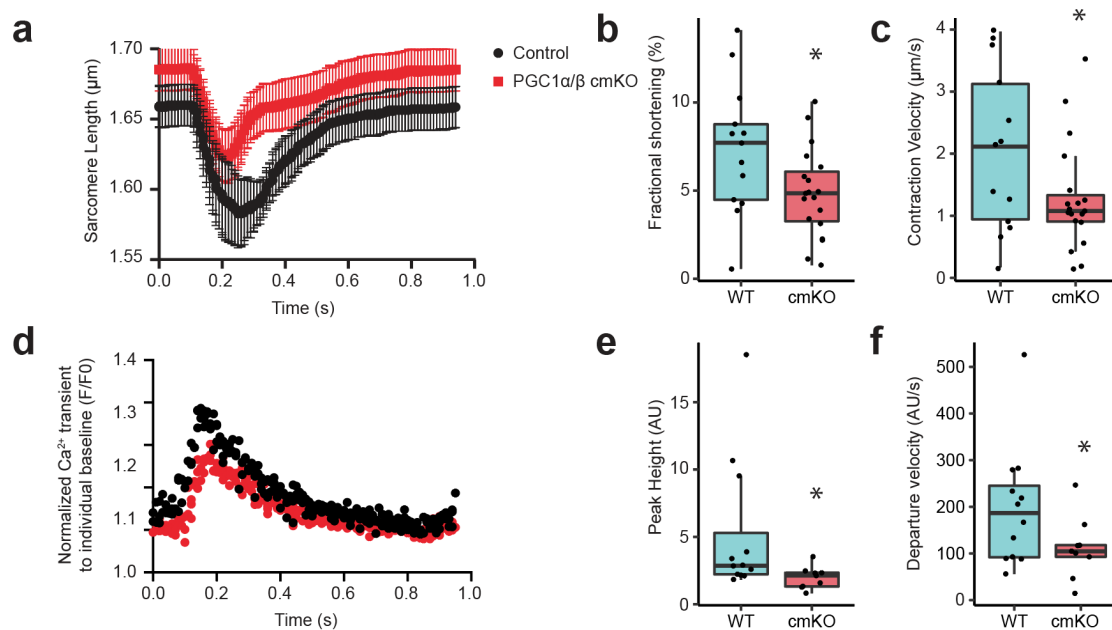 a
1.70
1.65
1.60
1.55
Sarcomere Length (μm)
0.0 0.2 0.4 0.6 0.8 1.0
Time (s)
Control
PGC1α/β cmKO
b
*
10
5
0
Fractional shortening (%)
WT cmKO
c
*
4
3
2
1
0
Contraction Velocity (μm/s)
WT cmKO
d
1.4
1.3
1.2
1.1
1.0
Normalized Ca²⁺ transient
to individual baseline (F/F0)
0.0 0.2 0.4 0.6 0.8 1.0
Time (s)
e
*
15
10
5
0
Peak Height (AU)
WT cmKO
f
*
500
400
300
200
100
0
Departure velocity (AU/s)
WT cmKO